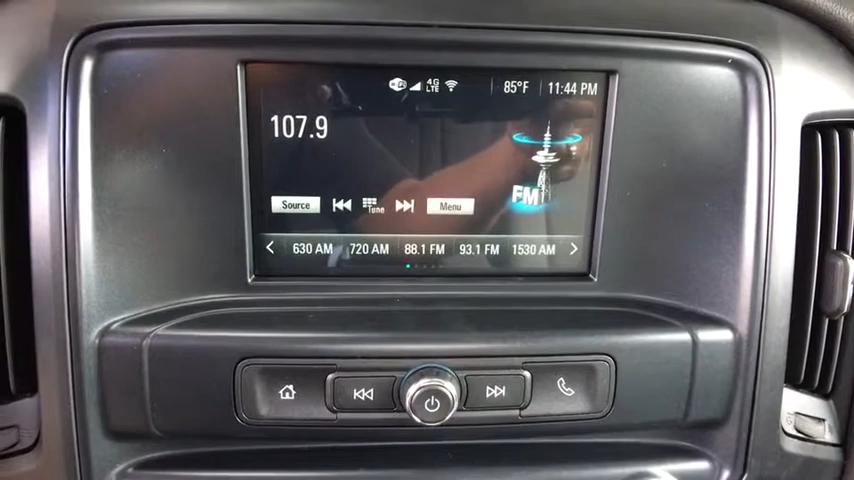 4G LTE 85°F 11:44 PM
107.9
FM
Source Tune Menu
630 AM 720 AM 88.1 FM 93.1 FM 1530 AM